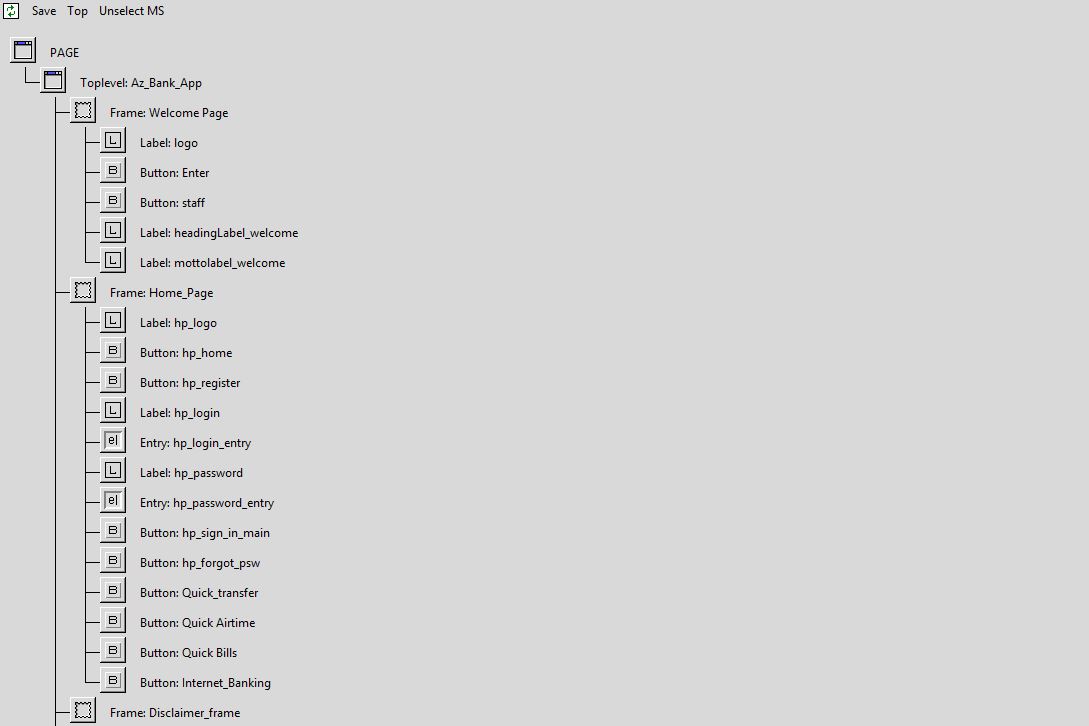 Save Top Unselect MS
PAGE
Toplevel: Az_Bank_App
Frame: Welcome Page
L Label: logo
B Button: Enter
B Button: staff
L Label: headingLabel_welcome
L Label: mottolabel_welcome
Frame: Home_Page
L Label: hp_logo
B Button: hp_home
B Button: hp_register
L Label: hp_login
e| Entry: hp_login_entry
L Label: hp_password
e| Entry: hp_password_entry
B Button: hp_sign_in_main
B Button: hp_forgot_psw
B Button: Quick_transfer
B Button: Quick Airtime
B Button: Quick Bills
B Button: Internet_Banking
Frame: Disclaimer_frame